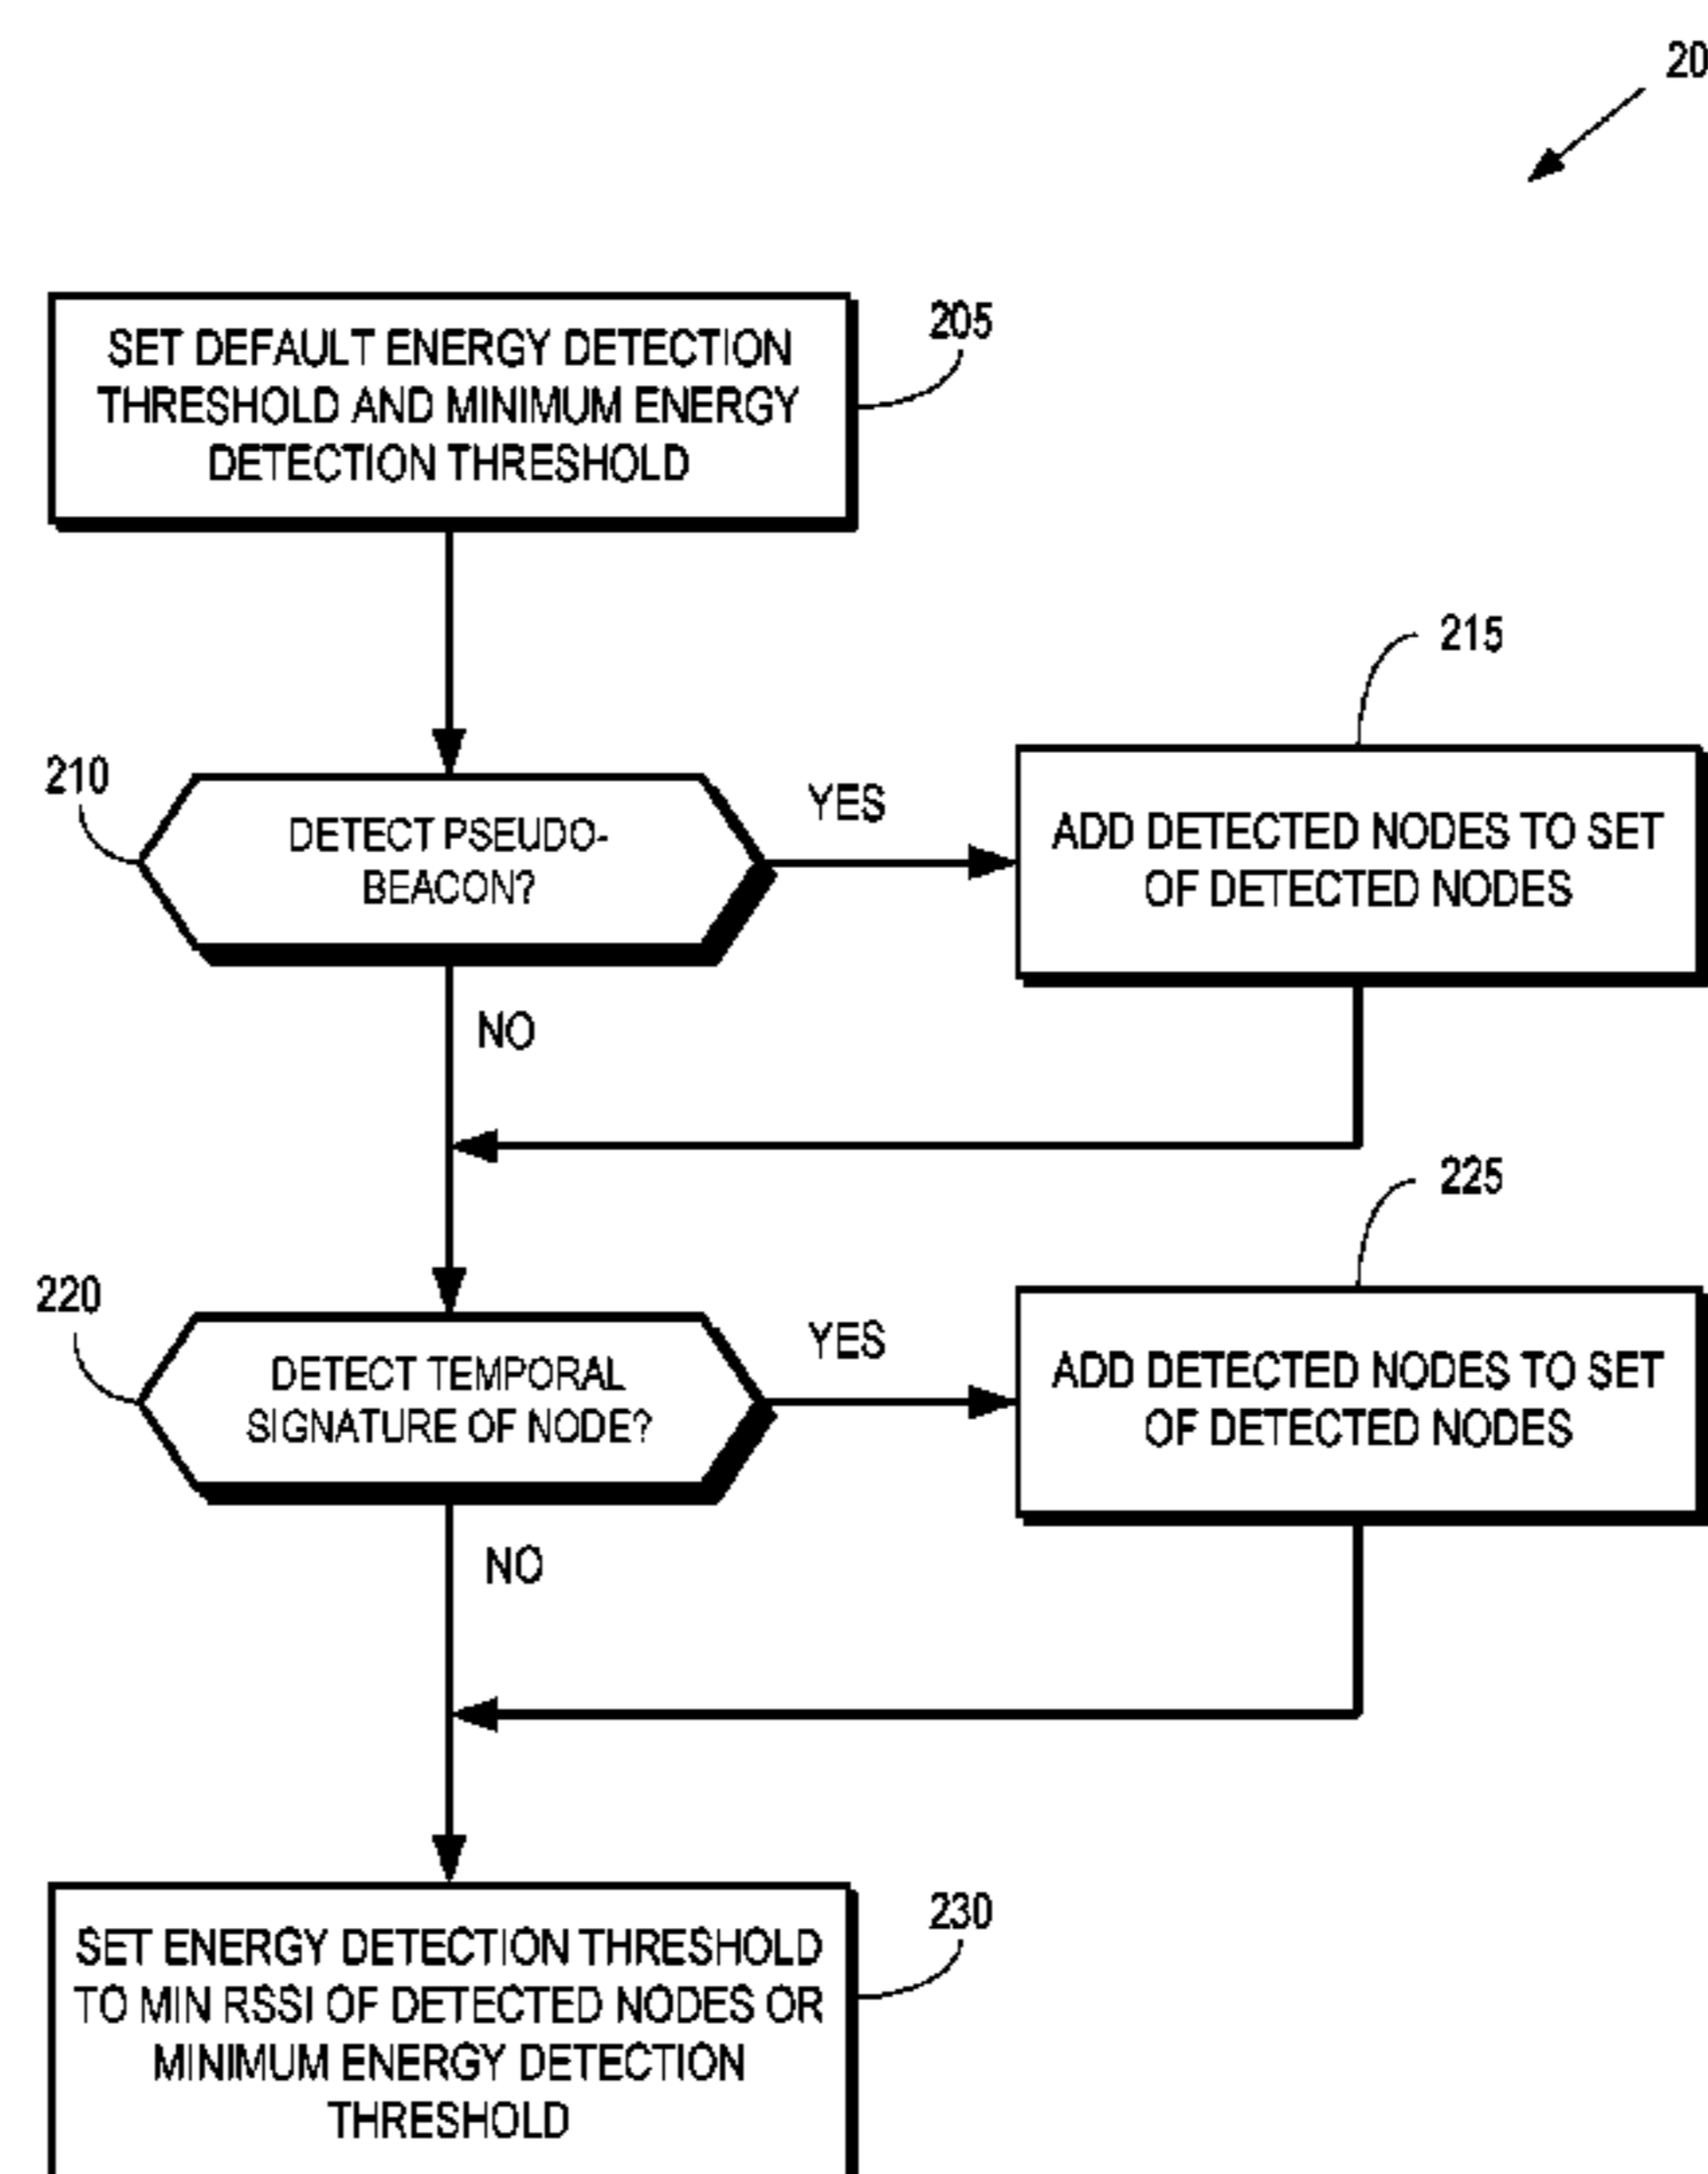 20
SET DEFAULT ENERGY DETECTION
THRESHOLD AND MINIMUM ENERGY
DETECTION THRESHOLD
205
215
210
DETECT PSEUDO-
BEACON?
YES
ADD DETECTED NODES TO SET
OF DETECTED NODES
NO
225
220
DETECT TEMPORAL
SIGNATURE OF NODE?
YES
ADD DETECTED NODES TO SET
OF DETECTED NODES
NO
SET ENERGY DETECTION THRESHOLD
TO MIN RSSI OF DETECTED NODES OR
MINIMUM ENERGY DETECTION
THRESHOLD
230